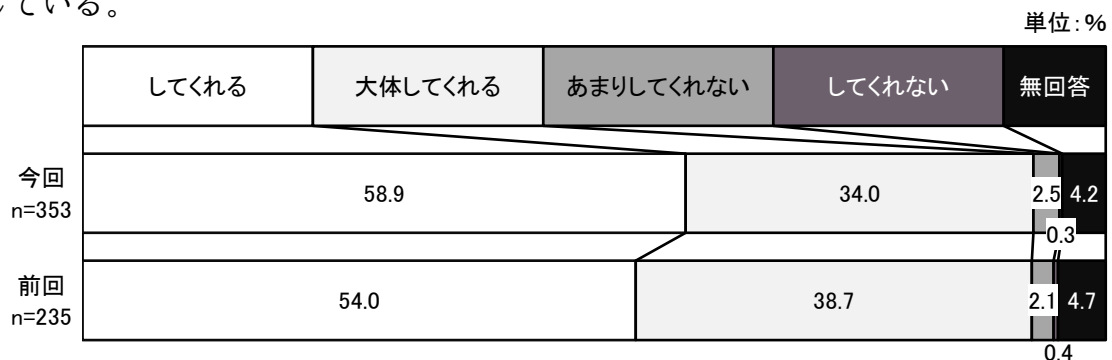 ている。
単位：%
してくれる 大体してくれる あまりしてくれない してくれない 無回答
今回
n=353
58.9 34.0 2.5 4.2
0.3
前回
n=235
54.0 38.7 2.1 4.7
0.4